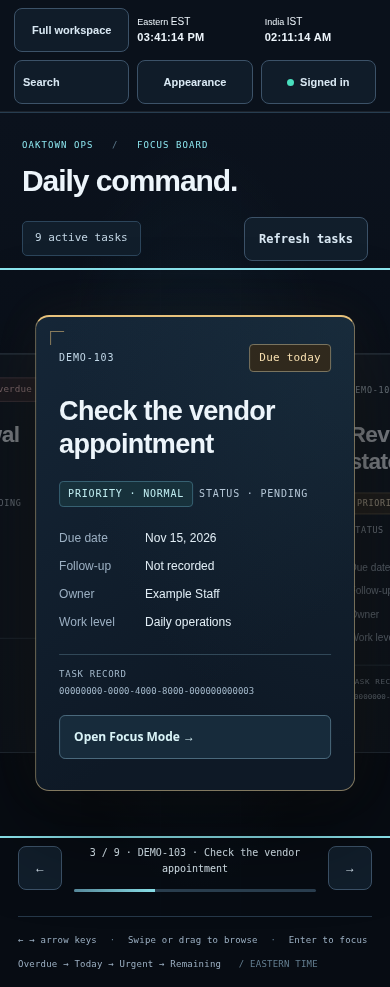 Full workspace
Eastern EST
03:41:14 PM
India IST
02:11:14 AM
Search
Appearance
Signed in
OAKTOWN OPS / FOCUS BOARD
Daily command.
9 active tasks
Refresh tasks
DEMO-103
Due today
Check the vendor
appointment
PRIORITY · NORMAL
STATUS · PENDING
Due date Nov 15, 2026
Follow-up Not recorded
Owner Example Staff
Work level Daily operations
TASK RECORD
00000000-0000-4000-8000-000000000003
Open Focus Mode →
←
3 / 9 · DEMO-103 · Check the vendor
appointment
→
← → arrow keys · Swipe or drag to browse · Enter to focus
Overdue → Today → Urgent → Remaining / EASTERN TIME